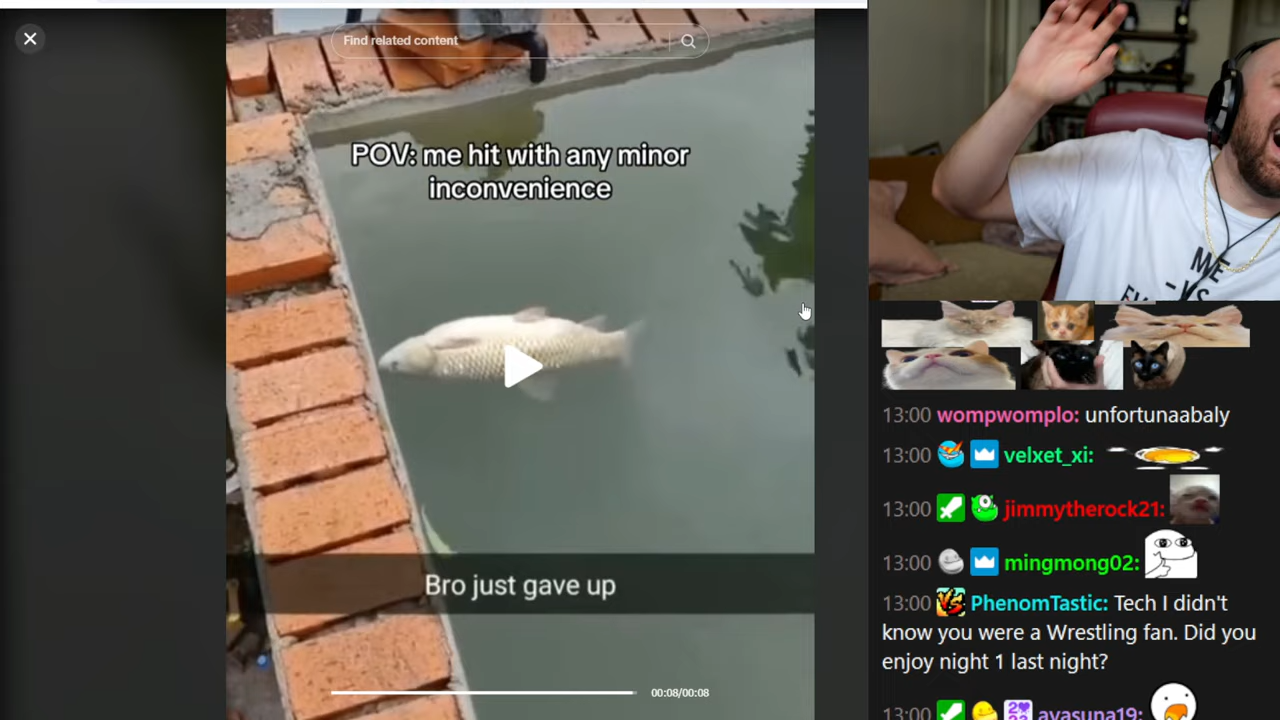 Find related content
POV: me hit with any minor
inconvenience
Bro just gave up
00:08/00:08
ME
-VS-
13:00 wompwomplo: unfortunaabaly
13:00 velxet_xi:
13:00 jimmytherock21:
13:00 mingmong02:
13:00 PhenomTastic: Tech I didn't
know you were a Wrestling fan. Did you
enjoy night 1 last night?
13:00 ayasuna19: